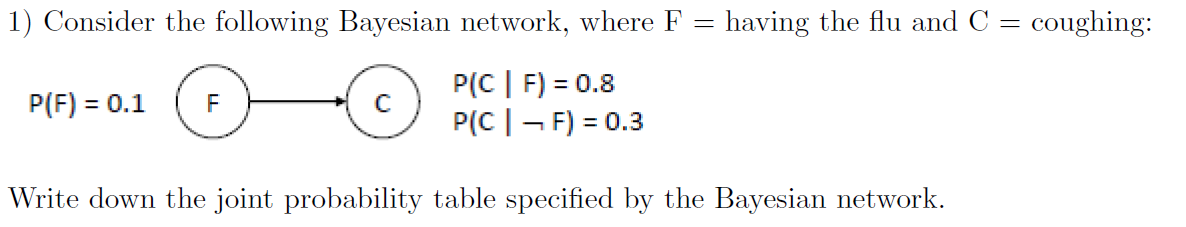 1) Consider the following Bayesian network, where F = having the flu and C = coughing:
P(F) = 0.1
F
C
P(C | F) = 0.8
P(C | ¬ F) = 0.3
Write down the joint probability table specified by the Bayesian network.